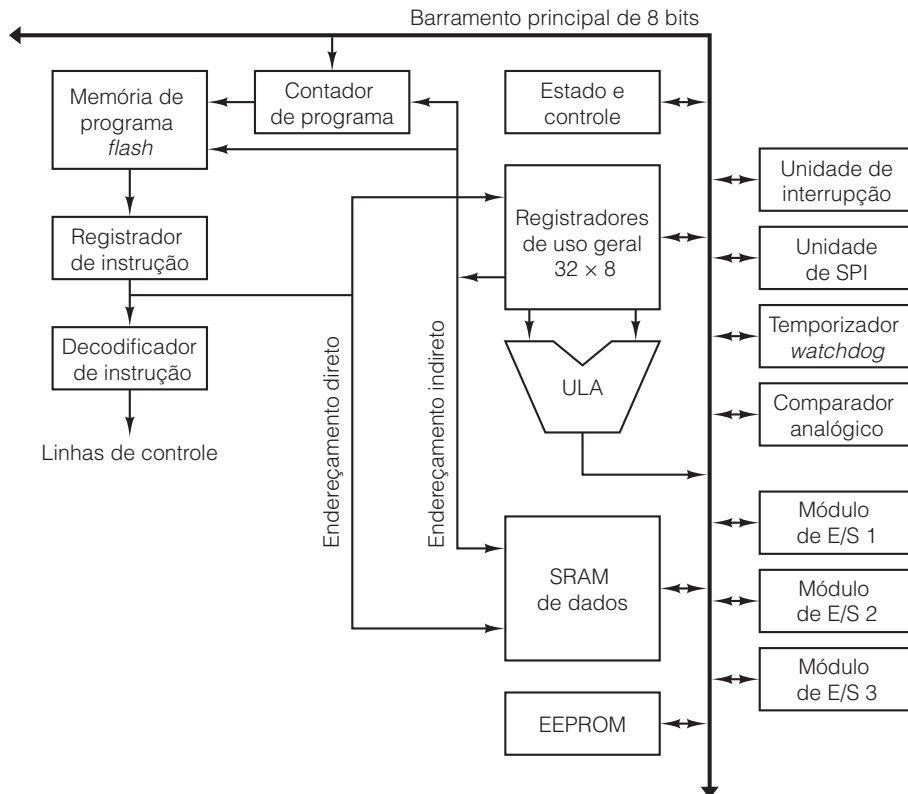 Barramento principal de 8 bits
Memória de
programa
flash
Contador
de programa
Estado e
controle
Registrador
de instrução
Registradores
de uso geral
32 × 8
Decodificador
de instrução
Linhas de controle
Endereçamento direto
Endereçamento indireto
ULA
SRAM
de dados
EEPROM
Unidade de
interrupção
Unidade
de SPI
Temporizador
watchdog
Comparador
analógico
Módulo
de E/S 1
Módulo
de E/S 2
Módulo
de E/S 3